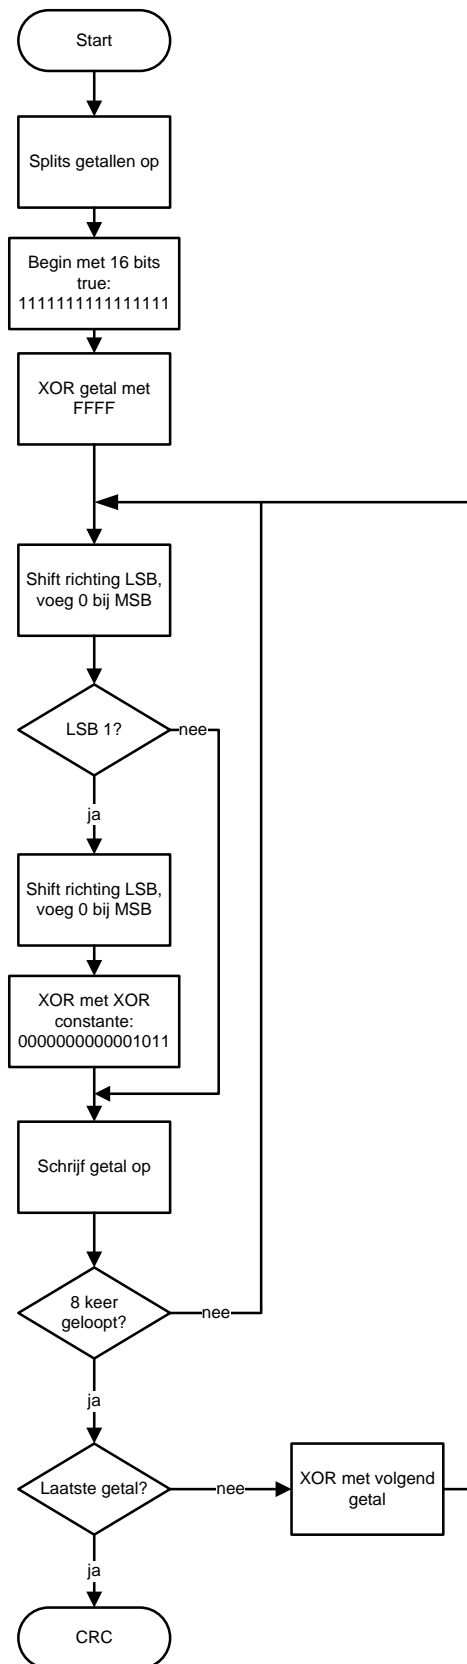 Start
Splits getallen op
Begin met 16 bits
true:
1111111111111111
XOR getal met
FFFF
Shift richting LSB,
voeg 0 bij MSB
LSB 1?
nee
ja
Shift richting LSB,
voeg 0 bij MSB
XOR met XOR
constante:
0000000000001011
Schrijf getal op
8 keer
geloopt?
nee
ja
Laatste getal?
nee
XOR met volgend
getal
ja
CRC